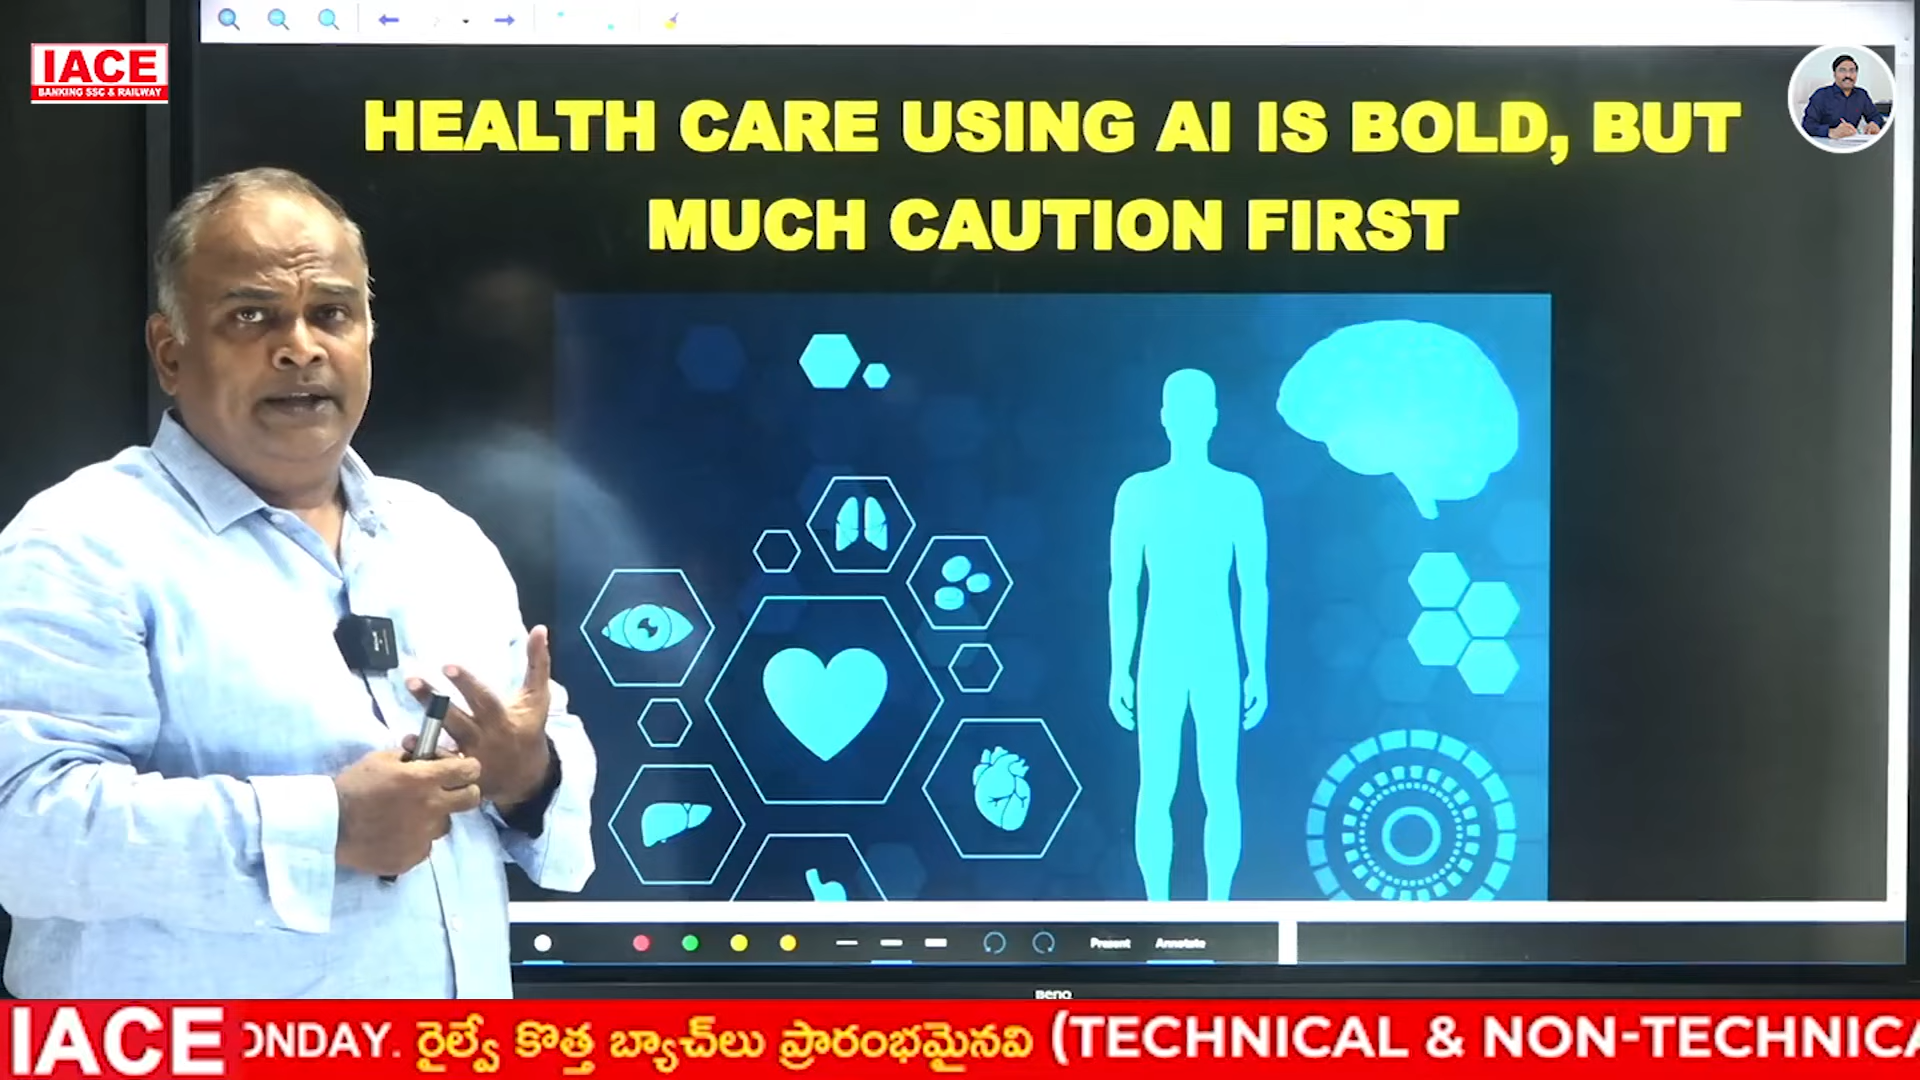 IACE
BANKING SSC & RAILWAY
HEALTH CARE USING AI IS BOLD, BUT
MUCH CAUTION FIRST
Present
Annotate
BenQ
IACE
ONDAY. రైల్వే కొత్త బ్యాచ్‌లు ప్రారంభమైనవి (TECHNICAL & NON-TECHNICA